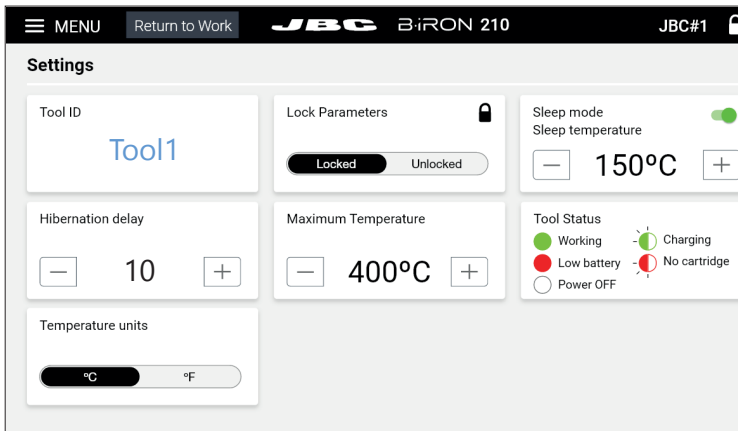 MENU Return to Work JBC B·iRON 210 JBC#1
Settings
Tool ID
Tool1
Lock Parameters
Locked Unlocked
Sleep mode
Sleep temperature
150ºC
Hibernation delay
10
Maximum Temperature
400ºC
Tool Status
Working Charging
Low battery No cartridge
Power OFF
Temperature units
ºC ºF